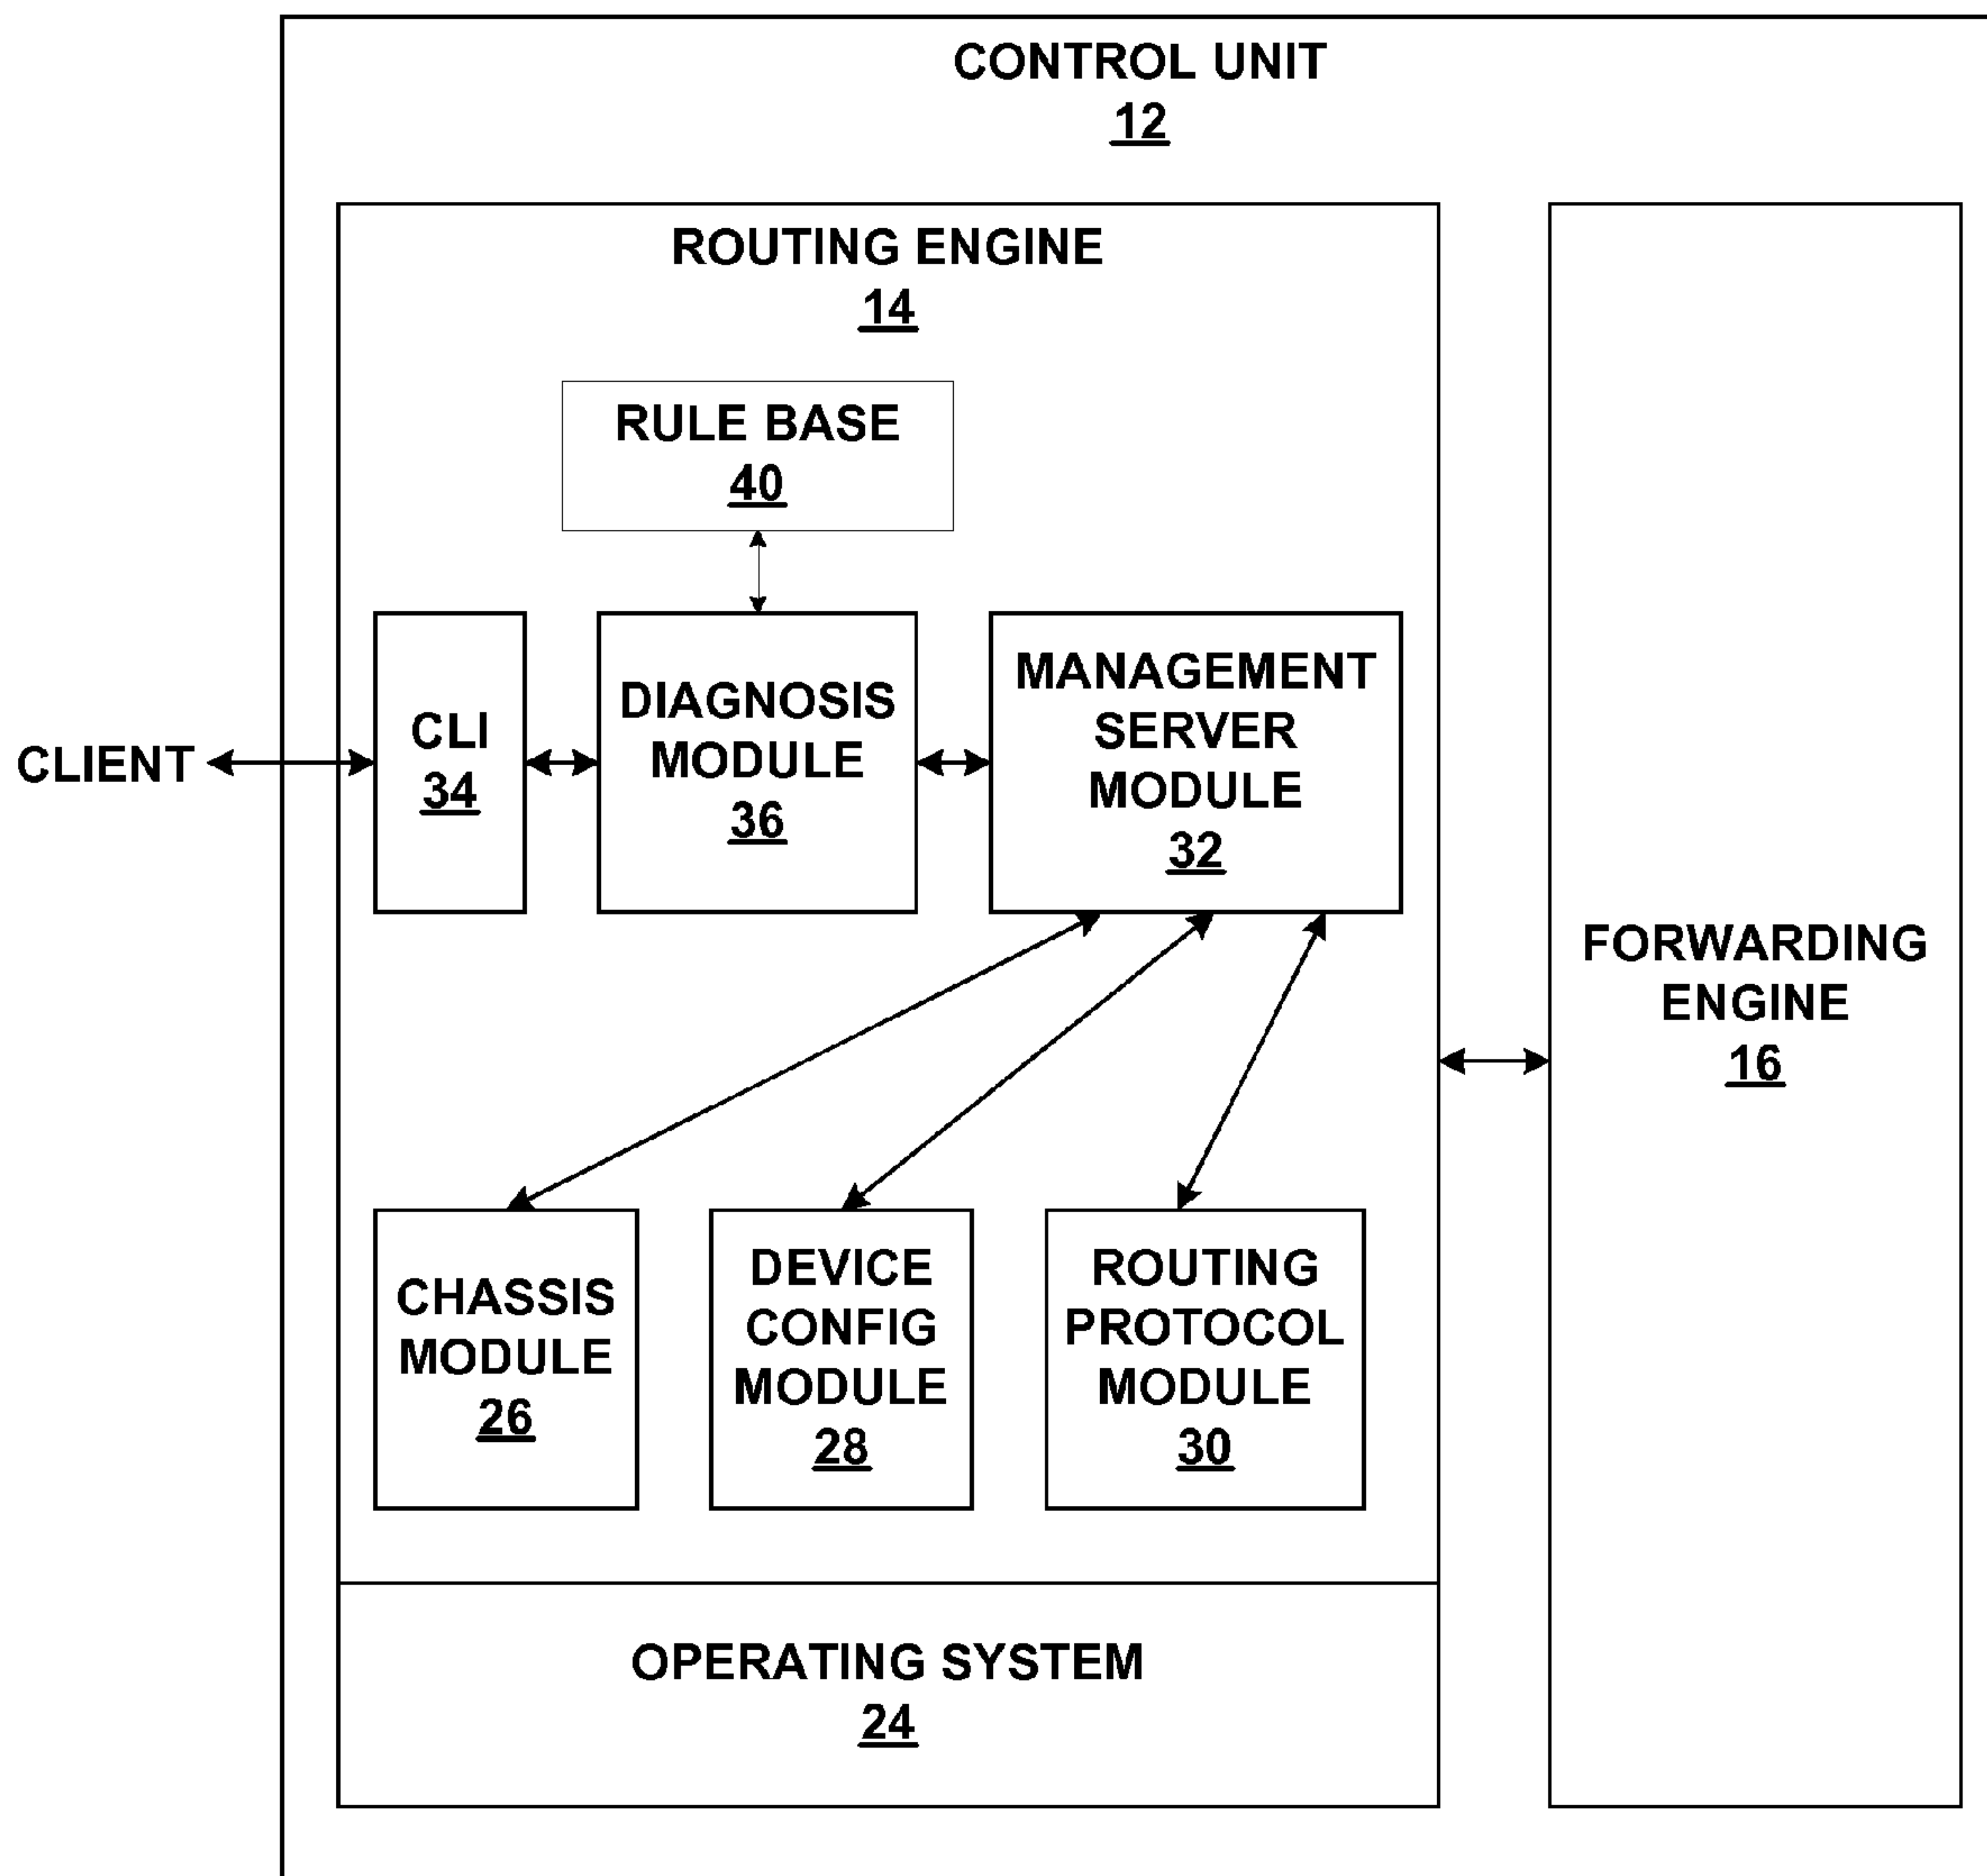 CONTROL UNIT
12
ROUTING ENGINE
14
RULE BASE
40
CLIENT
CLI
34
DIAGNOSIS
MODULE
36
MANAGEMENT
SERVER
MODULE
32
FORWARDING
ENGINE
16
CHASSIS
MODULE
26
DEVICE
CONFIG
MODULE
28
ROUTING
PROTOCOL
MODULE
30
OPERATING SYSTEM
24